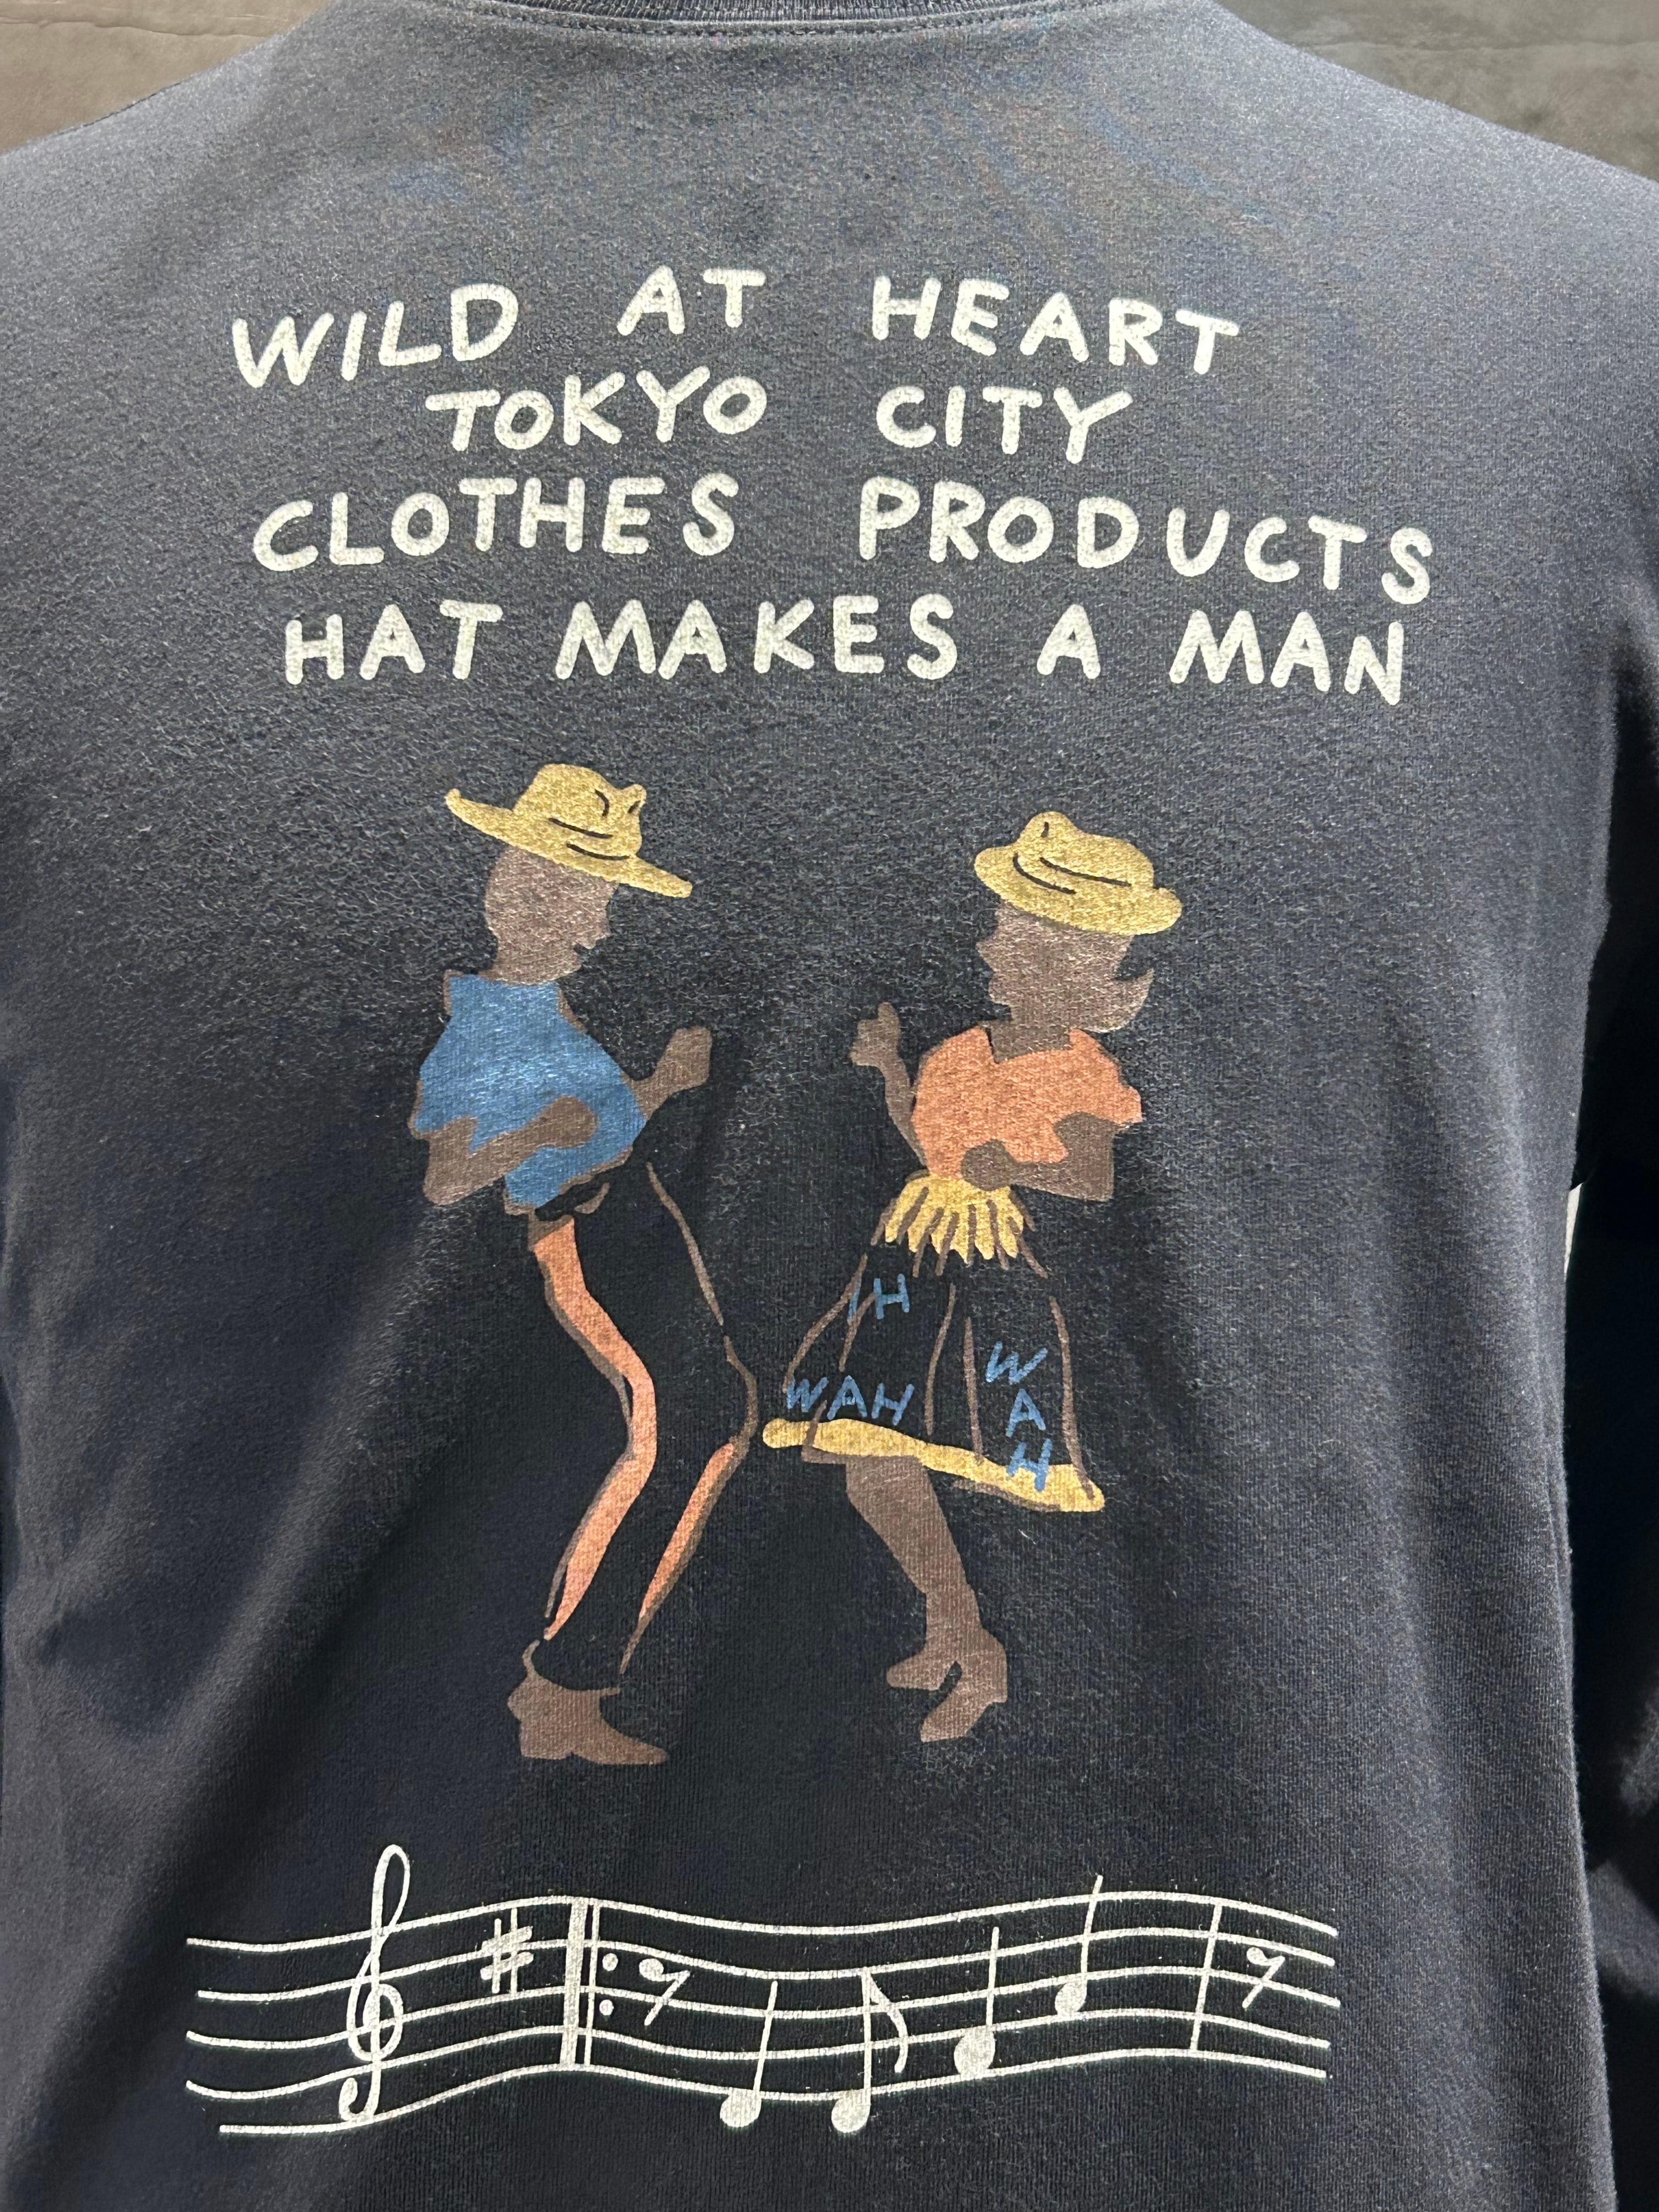 WILD AT HEART
TOKYO CITY
CLOTHES PRODUCTS
HAT MAKES A MAN
IH
WAH
WAH